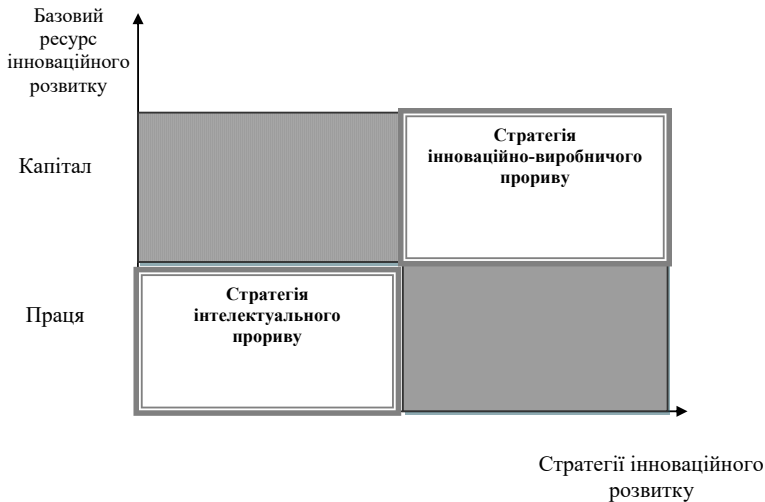 Базовий
ресурс
інноваційного
розвитку
Стратегія
інноваційно-виробничого
прориву
Капітал
Стратегія
інтелектуального
прориву
Праця
Стратегії інноваційного
розвитку